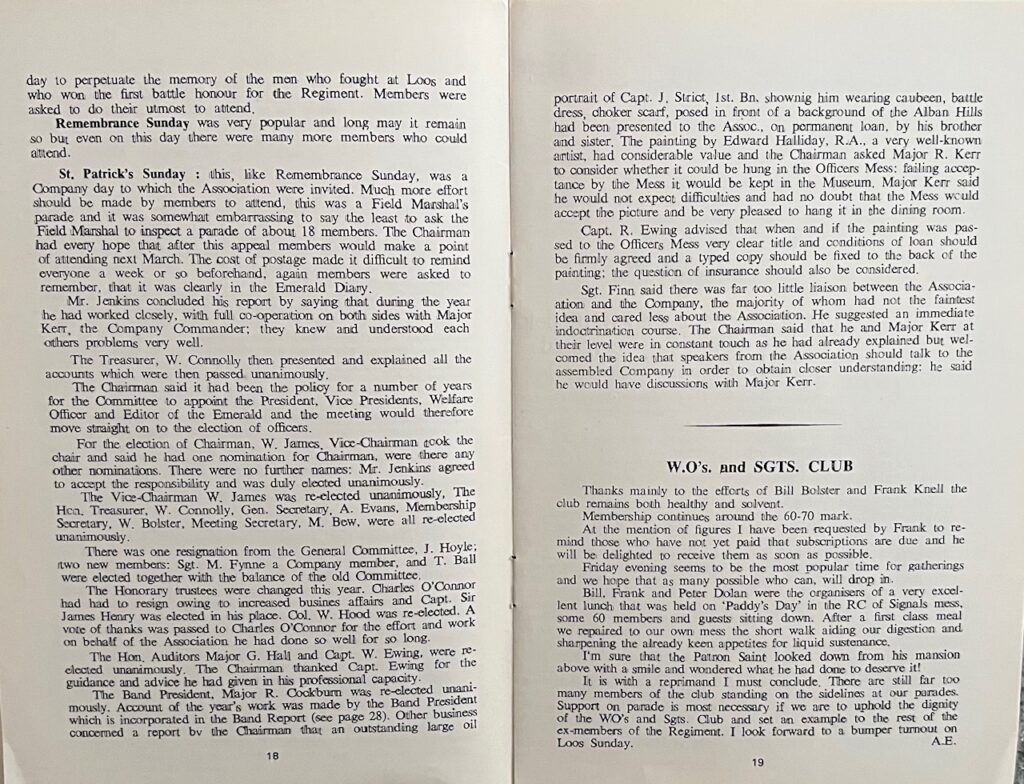 day to perpetuate the memory of the men who fought at Loos and
who won the first battle honour for the Regiment. Members were
asked to do their utmost to attend.
Remembrance Sunday was very popular and long may it remain
so but even on this day there were many more members who could
attend.
St. Patrick's Sunday : this, like Remembrance Sunday, was a
Company day to which the Association were invited. Much more effort
should be made by members to attend, this was a Field Marshal's
parade and it was somewhat embarrassing to say the least to ask the
Field Marshal to inspect a parade of about 18 members. The Chairman
had every hope that after this appeal members would make a point
of attending next March. The cost of postage made it difficult to remind
everyone a week or so beforehand, again members were asked to
remember, that it was clearly in the Emerald Diary.
Mr. Jenkins concluded his report by saying that during the year
he had worked closely, with full co-operation on both sides with Major
Kerr, the Company Commander; they knew and understood each
others problems very well.
The Treasurer, W. Connolly then presented and explained all the
accounts which were then passed unanimously.
The Chairman said it had been the policy for a number of years
for the Committee to appoint the President, Vice Presidents, Welfare
Officer and Editor of the Emerald and the meeting would therefore
move straight on to the election of officers.
For the election of Chairman, W. James, Vice-Chairman took the
chair and said he had one nomination for Chairman, were there any
other nominations. There were no further names: Mr. Jenkins agreed
to accept the responsibility and was duly elected unanimously.
The Vice-Chairman W. James was re-elected unanimously, The
Hon. Treasurer, W. Connolly, Gen. Secretary, A. Evans, Membership
Secretary, W. Bolster, Meeting Secretary, M. Bew, were all re-elected
unanimously.
There was one resignation from the General Committee, J. Hoyle;
two new members: Sgt. M. Fynne a Company member, and T. Ball
were elected together with the balance of the old Committee.
The Honorary trustees were changed this year. Charles O'Connor
had had to resign owing to increased busines affairs and Capt. Sir
James Henry was elected in his place. Col. W. Hood was re-elected. A
vote of thanks was passed to Charles O'Connor for the effort and work
on behalf of the Association he had done so well for so long.
The Hon. Auditors Major G. Hall and Capt. W. Ewing, were re-
elected unanimously. The Chairman thanked Capt. Ewing for the
guidance and advice he had given in his professional capacity.
The Band President, Major R. Cockburn was re-elected unani-
mously. Account of the year's work was made by the Band President
which is incorporated in the Band Report (see page 28). Other business
concerned a report by the Chairman that an outstanding large oil
18
portrait of Capt. J. Strict, 1st. Bn. shownig him wearing caubeen, battle
dress, choker scarf, posed in front of a background of the Alban Hills
had been presented to the Assoc., on permanent loan, by his brother
and sister. The painting by Edward Halliday, R.A., a very well-known
artist, had considerable value and the Chairman asked Major R. Kerr
to consider whether it could be hung in the Officers Mess: failing accep-
tance by the Mess it would be kept in the Museum. Major Kerr said
he would not expect difficulties and had no doubt that the Mess would
accept the picture and be very pleased to hang it in the dining room.
Capt. R. Ewing advised that when and if the painting was pas-
sed to the Officers Mess very clear title and conditions of loan should
be firmly agreed and a typed copy should be fixed to the back of the
painting; the question of insurance should also be considered.
Sgt. Finn said there was far too little liaison between the Associa-
ation and the Company, the majority of whom had not the faintest
idea and cared less about the Association. He suggested an immediate
indoctrination course. The Chairman said that he and Major Kerr at
their level were in constant touch as he had already explained but wel-
comed the idea that speakers from the Association should talk to the
assembled Company in order to obtain closer understanding: he said
he would have discussions with Major Kerr.
W.O's. and SGTS. CLUB
Thanks mainly to the efforts of Bill Bolster and Frank Knell the
club remains both healthy and solvent.
Membership continues around the 60-70 mark.
At the mention of figures I have been requested by Frank to re-
mind those who have not yet paid that subscriptions are due and he
will be delighted to receive them as soon as possible.
Friday evening seems to be the most popular time for gatherings
and we hope that as many possible who can, will drop in.
Bill, Frank and Peter Dolan were the organisers of a very excel-
lent lunch that was held on 'Paddy's Day' in the RC of Signals mess,
some 60 members and guests sitting down. After a first class meal
we repaired to our own mess the short walk aiding our digestion and
sharpening the already keen appetites for liquid sustenance.
I'm sure that the Patron Saint looked down from his mansion
above with a smile and wondered what he had done to deserve it!
It is with a reprimand I must conclude. There are still far too
many members of the club standing on the sidelines at our parades.
Support on parade is most necessary if we are to uphold the dignity
of the WO's and Sgts. Club and set an example to the rest of the
ex-members of the Regiment. I look forward to a bumper turnout on
Loos Sunday. A.E.
19